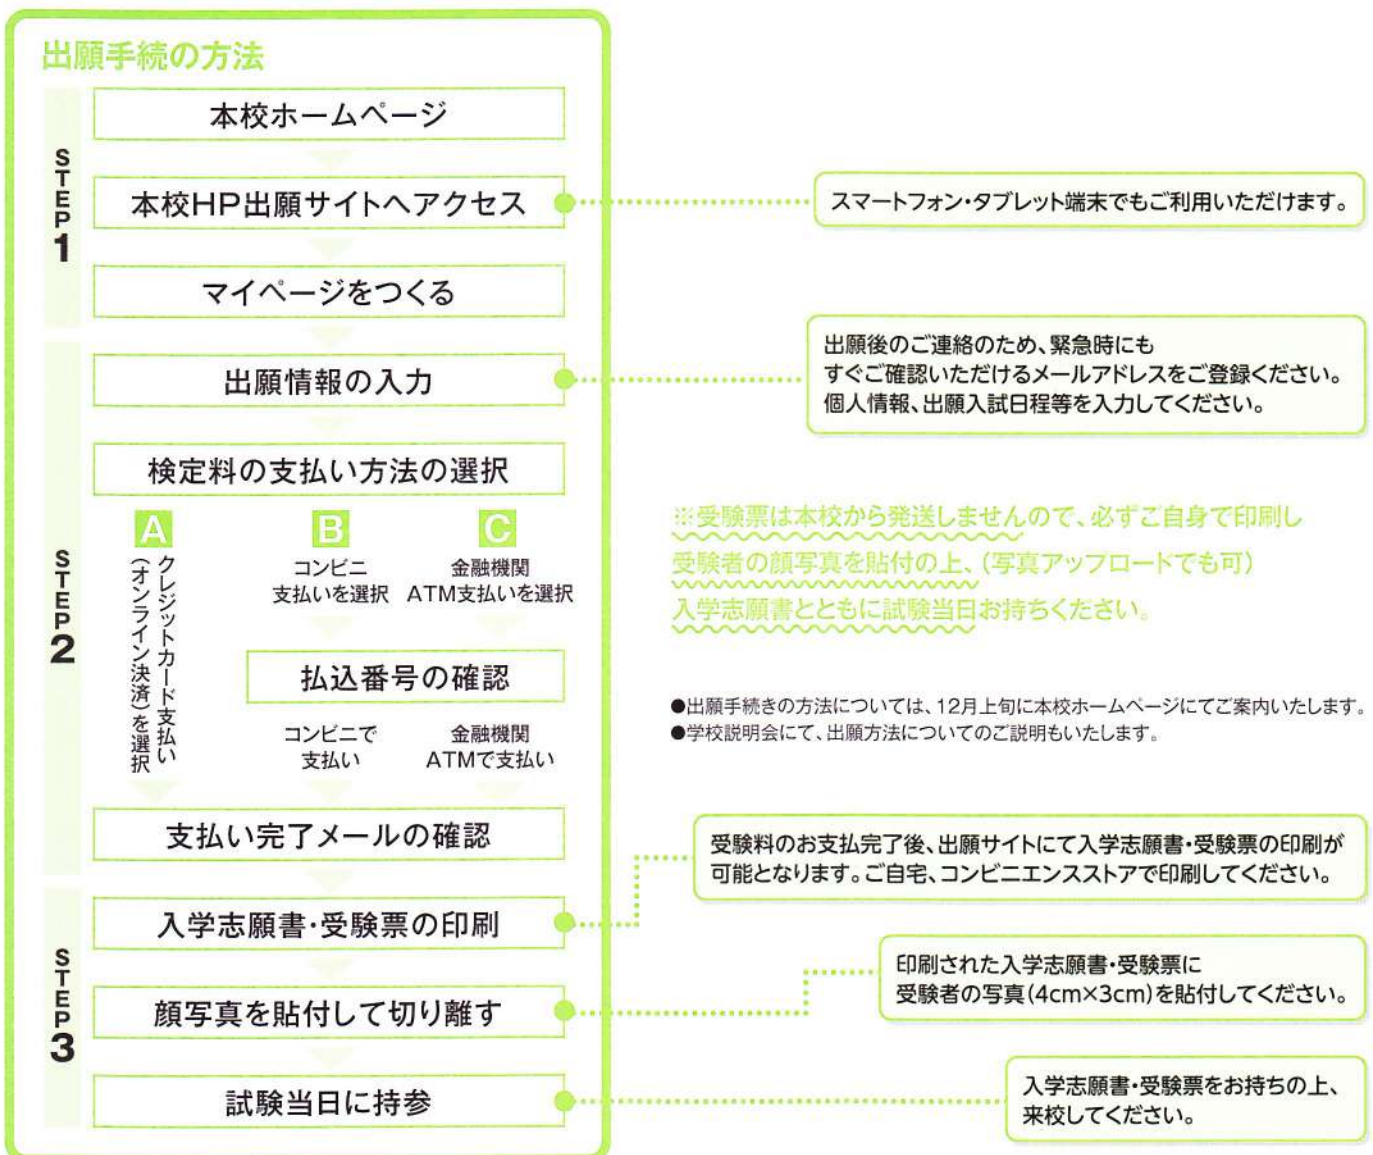 出願手続の方法
STEP1
本校ホームページ
本校HP出願サイトへアクセス
スマートフォン・タブレット端末でもご利用いただけます。
マイページをつくる
STEP2
出願情報の入力
出願後のご連絡のため、緊急時にも
すぐご確認いただけるメールアドレスをご登録ください。
個人情報、出願入試日程等を入力してください。
検定料の支払い方法の選択
A
クレジットカード支払い
(オンライン決済)を選択
B
コンビニ
支払いを選択
C
金融機関
ATM支払いを選択
払込番号の確認
コンビニで
支払い
金融機関
ATMで支払い
支払い完了メールの確認
※受験票は本校から発送しませんので、必ずご自身で印刷し
受験者の顔写真を貼付の上、(写真アップロードでも可)
入学志願書とともに試験当日お持ちください。
●出願手続きの方法については、12月上旬に本校ホームページにてご案内いたします。
●学校説明会にて、出願方法についてのご説明もいたします。
STEP3
入学志願書・受験票の印刷
受験料のお支払完了後、出願サイトにて入学志願書・受験票の印刷が
可能となります。ご自宅、コンビニエンスストアで印刷してください。
顔写真を貼付して切り離す
印刷された入学志願書・受験票に
受験者の写真(4cm×3cm)を貼付してください。
試験当日に持参
入学志願書・受験票をお持ちの上、
来校してください。